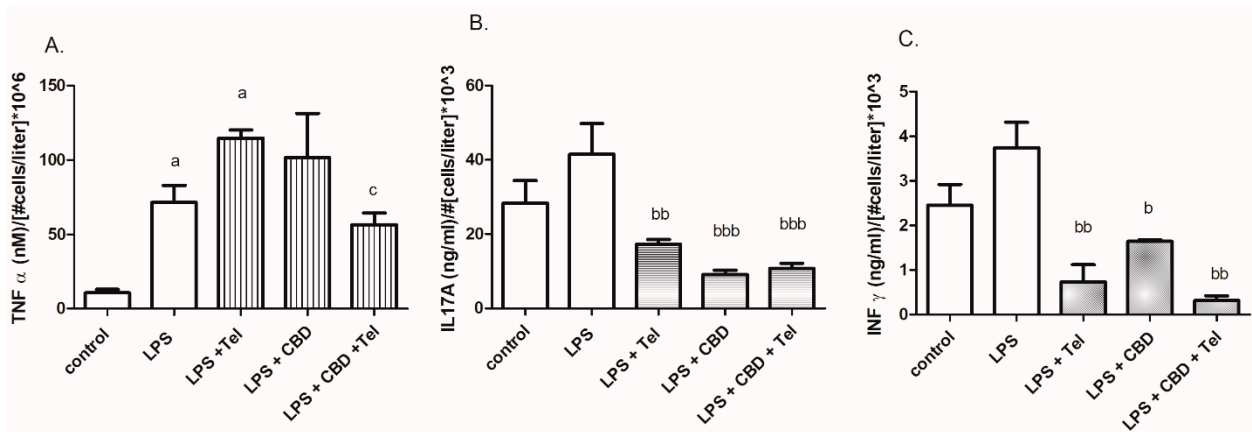 A.
TNF α (nM)/[#cells/liter]*10^6
150
100
50
0
a
a
c
control
LPS
LPS +Tel
LPS + CBD
LPS + CBD +Tel
B.
IL17A (ng/ml)/#[cells/liter]*10^3
60
40
20
0
bb
bbb
bbb
control
LPS
LPS + Tel
LPS + CBD
LPS + CBD + Tel
C.
INF γ (ng/ml)/[#cells/liter]*10^3
5
4
3
2
1
0
bb
b
bb
control
LPS
LPS + Tel
LPS + CBD
LPS + CBD + Tel